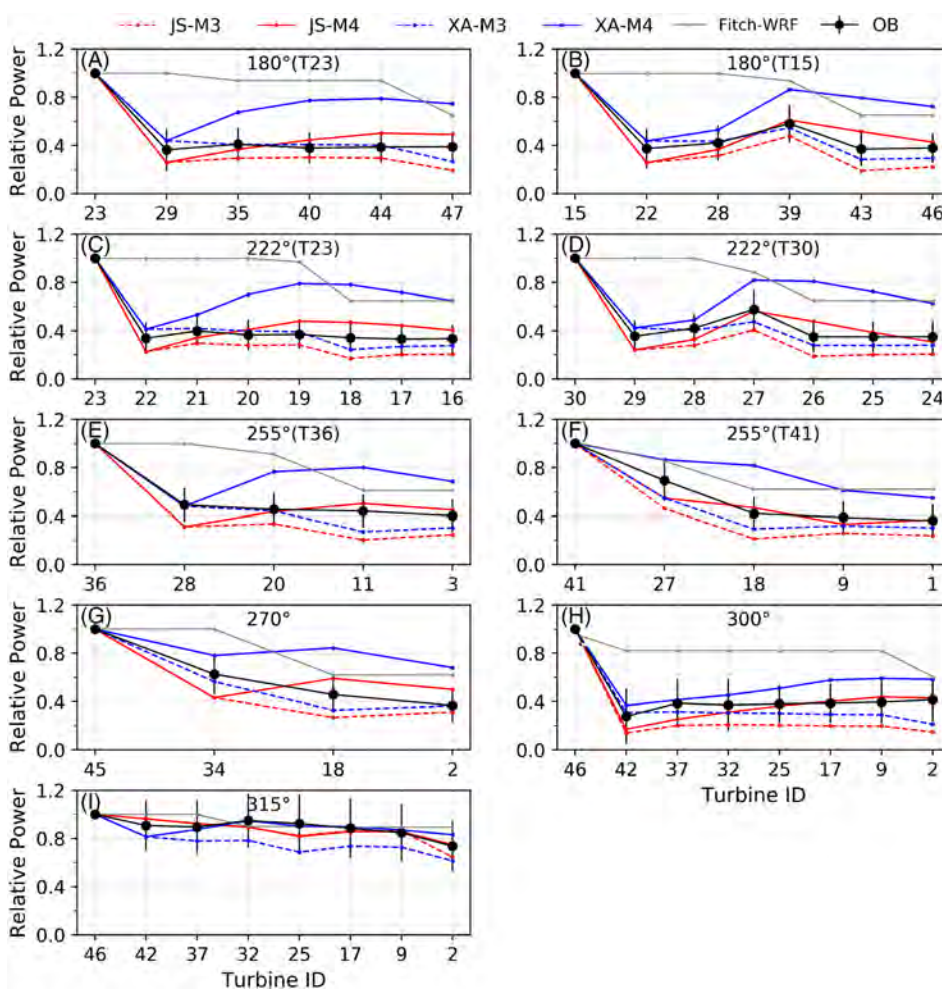 JS-M3 JS-M4 XA-M3 XA-M4 Fitch-WRF OB
Relative Power
1.2
0.8
0.4
0.0
(A)
180°(T23)
23 29 35 40 44 47
1.2
0.8
0.4
0.0
(B)
180°(T15)
15 22 28 39 43 46
Relative Power
1.2
0.8
0.4
0.0
(C)
222°(T23)
23 22 21 20 19 18 17 16
1.2
0.8
0.4
0.0
(D)
222°(T30)
30 29 28 27 26 25 24
Relative Power
1.2
0.8
0.4
0.0
(E)
255°(T36)
36 28 20 11 3
1.2
0.8
0.4
0.0
(F)
255°(T41)
41 27 18 9 1
Relative Power
1.2
0.8
0.4
0.0
(G)
270°
45 34 18 2
1.2
0.8
0.4
0.0
(H)
300°
46 42 37 32 25 17 9 2
Turbine ID
Relative Power
1.2
0.8
0.4
0.0
(I)
315°
46 42 37 32 25 17 9 2
Turbine ID